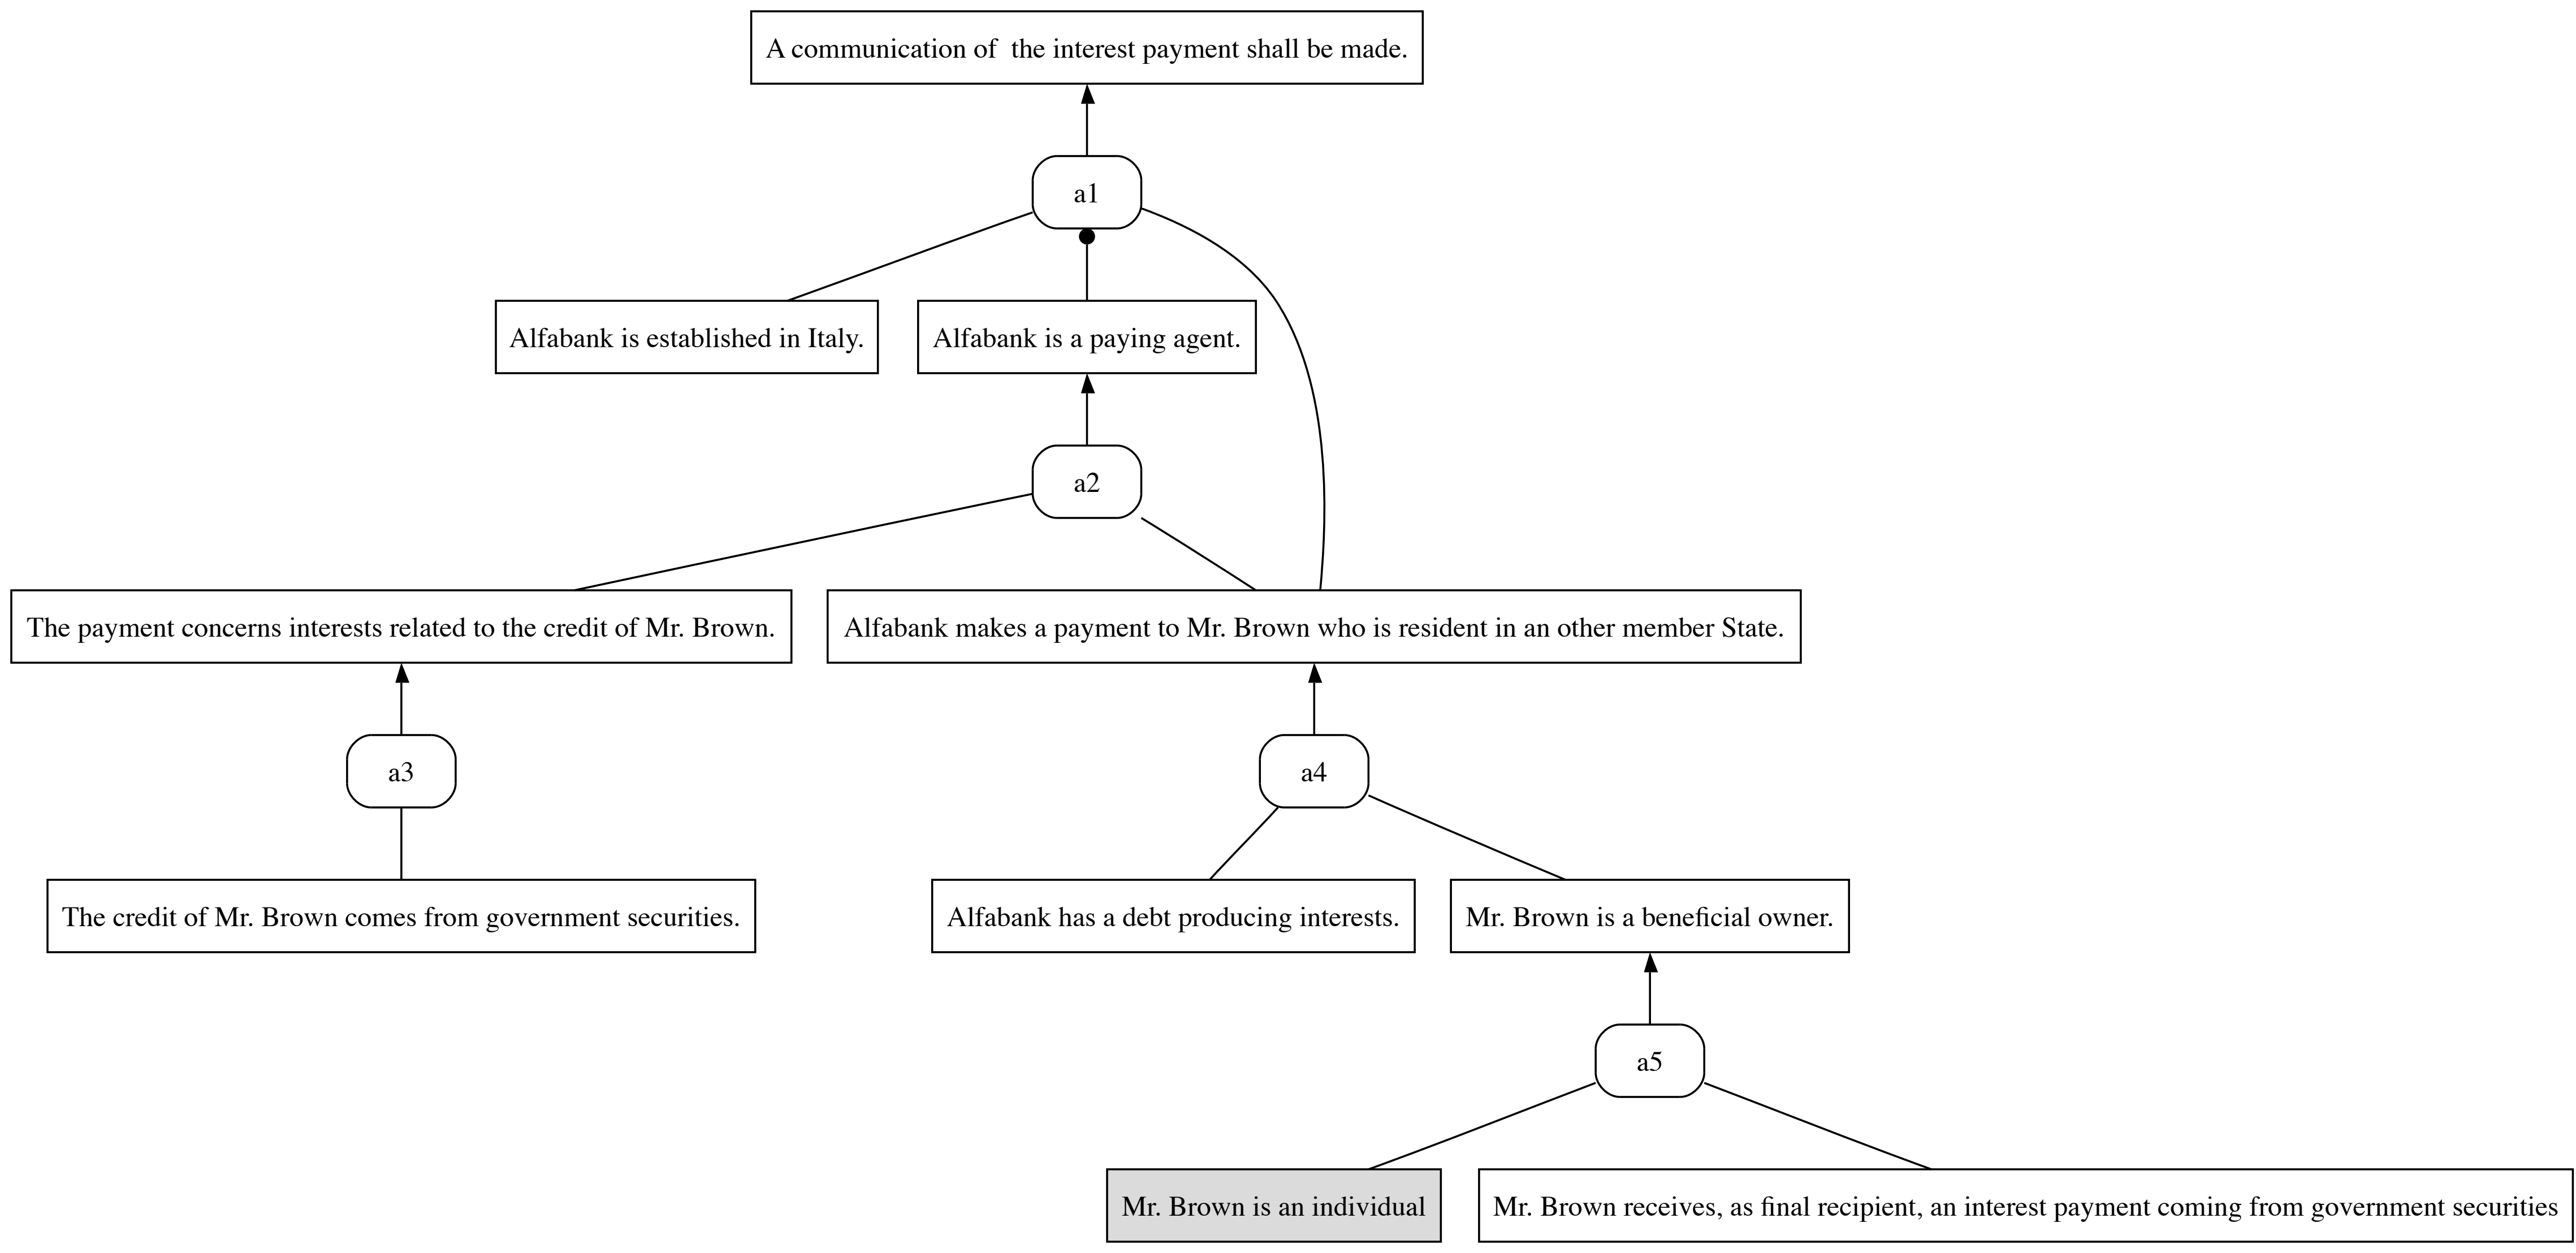 A communication of  the interest payment shall be made.
a1
Alfabank is established in Italy.
Alfabank is a paying agent.
a2
The payment concerns interests related to the credit of Mr. Brown.
Alfabank makes a payment to Mr. Brown who is resident in an other member State.
a3
a4
The credit of Mr. Brown comes from government securities.
Alfabank has a debt producing interests.
Mr. Brown is a beneficial owner.
a5
Mr. Brown is an individual
Mr. Brown receives, as final recipient, an interest payment coming from government securities